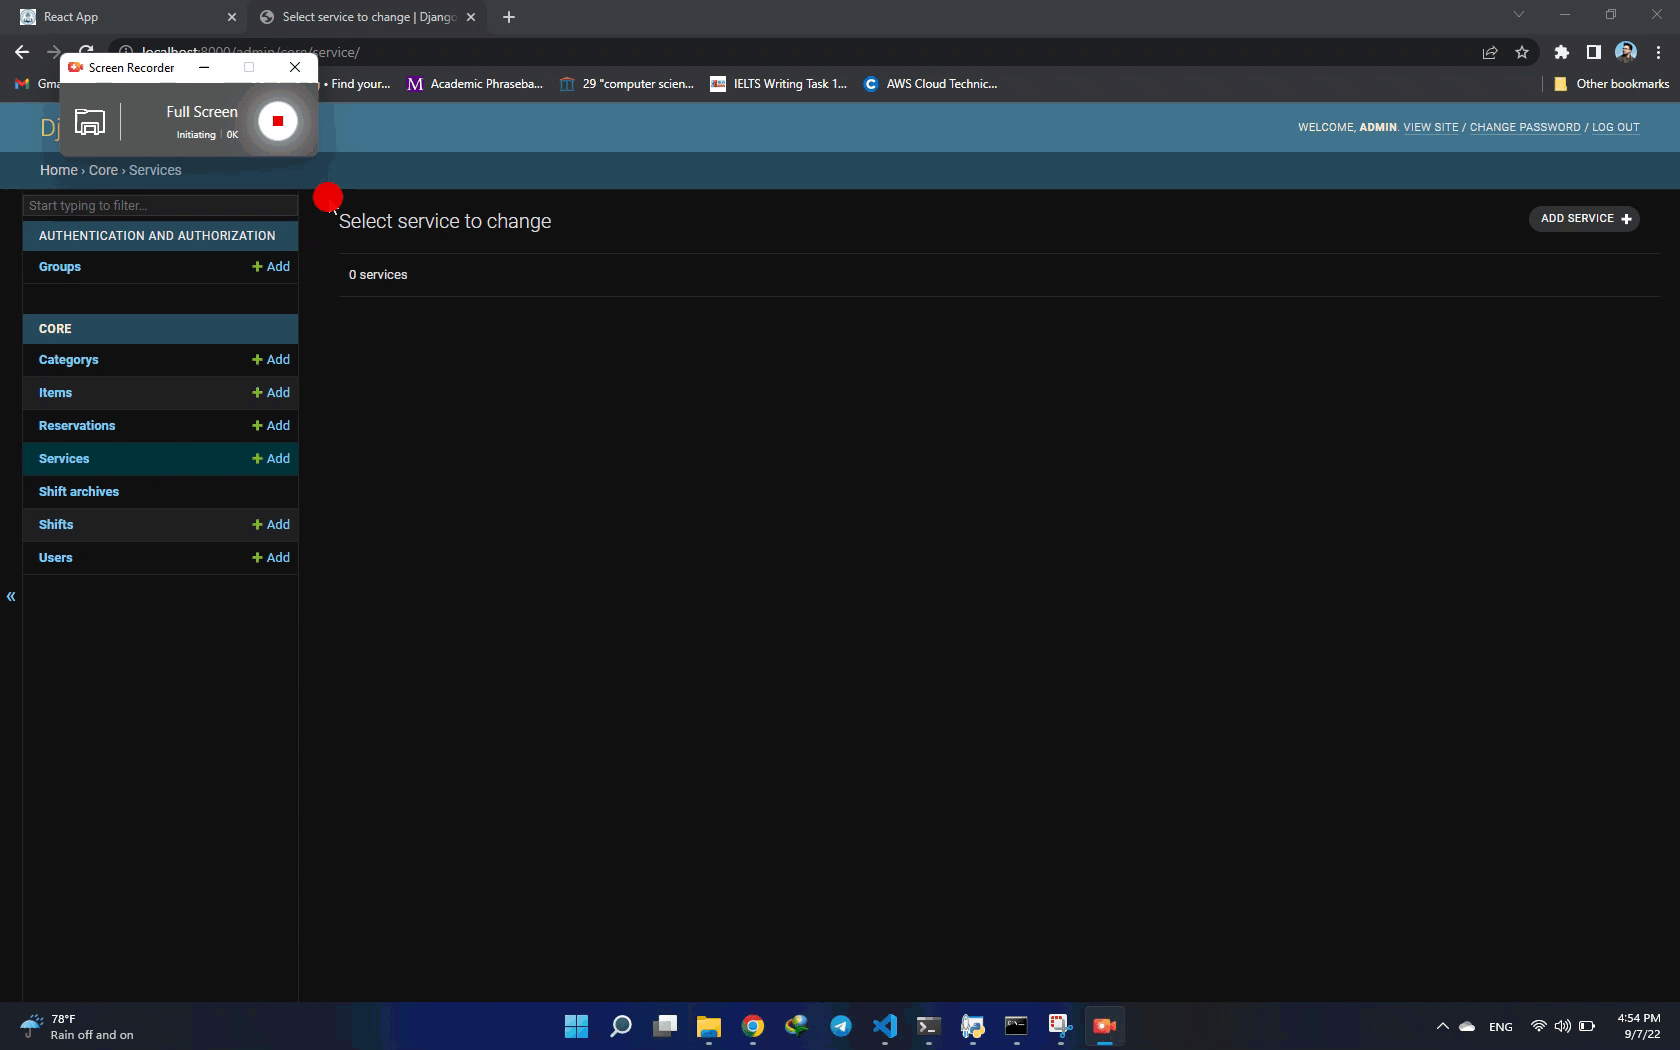 React App
Select service to change | Django
localhost:8000/admin/core/service/
Screen Recorder
Gma
Find your...
Academic Phraseba...
29 "computer scien...
IELTS Writing Task 1...
AWS Cloud Technic...
Other bookmarks
Full Screen
Initiating | 0K
Dj
WELCOME, ADMIN. VIEW SITE / CHANGE PASSWORD / LOG OUT
Home › Core › Services
Start typing to filter...
Select service to change
ADD SERVICE +
AUTHENTICATION AND AUTHORIZATION
Groups + Add
0 services
CORE
Categorys + Add
Items + Add
Reservations + Add
Services + Add
Shift archives
Shifts + Add
Users + Add
«
78°F
Rain off and on
ENG
4:54 PM
9/7/22